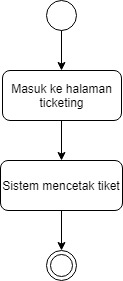 Masuk ke halaman
ticketing
Sistem mencetak tiket